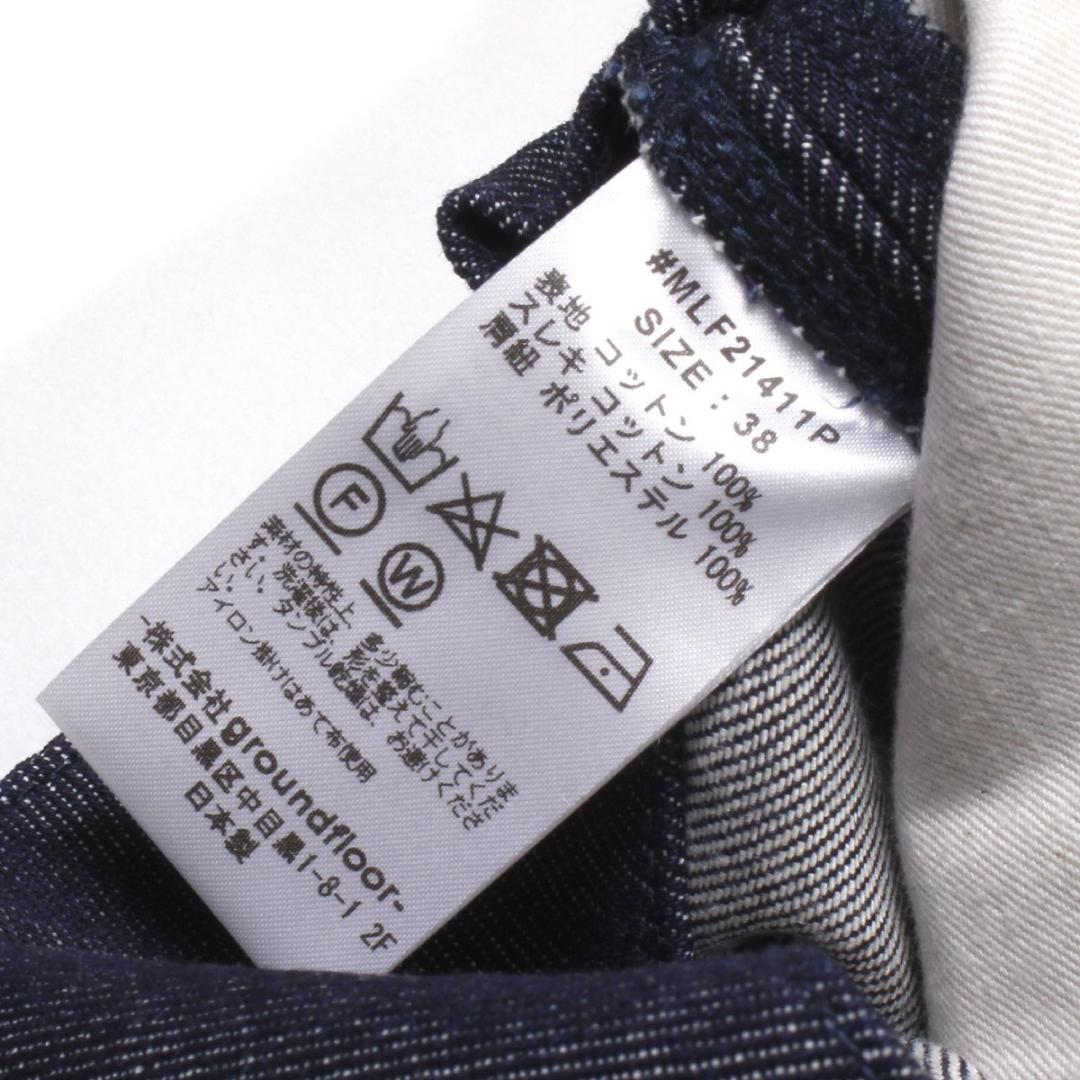 #MLF21411P
SIZE : 38
表地 コットン 100%
スレキ コットン 100%
肩紐 ポリエステル 100%
F
W
素材の特性上、多少縮むことがありま
す。洗濯後は、形を整えて干してくだ
さい。タンブル乾燥は、お避けくださ
い。
アイロン掛けはあて布使用
-株式会社groundfloor-
東京都目黒区中目黒1-8-1 2F
日本製